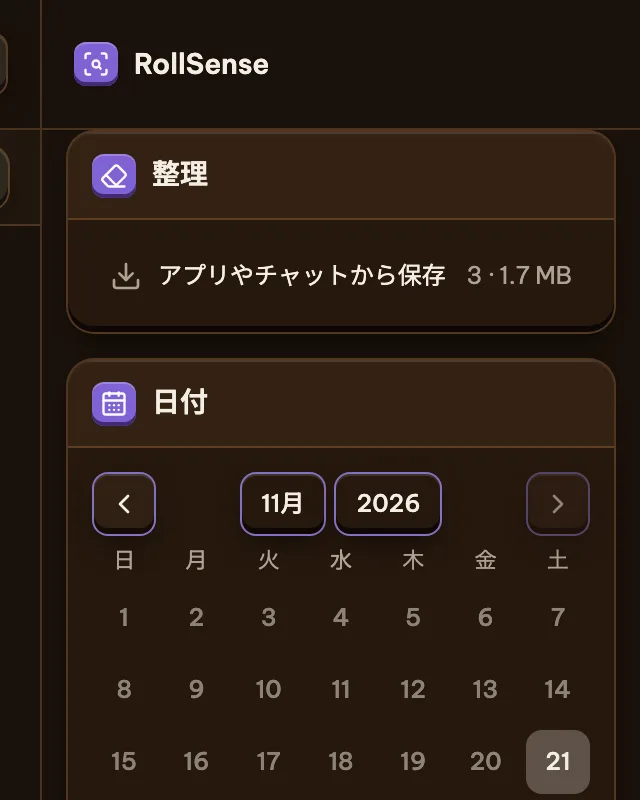 RollSense
整理
アプリやチャットから保存 3 · 1.7 MB
日付
11月 2026
日 月 火 水 木 金 土
1 2 3 4 5 6 7
8 9 10 11 12 13 14
15 16 17 18 19 20 21